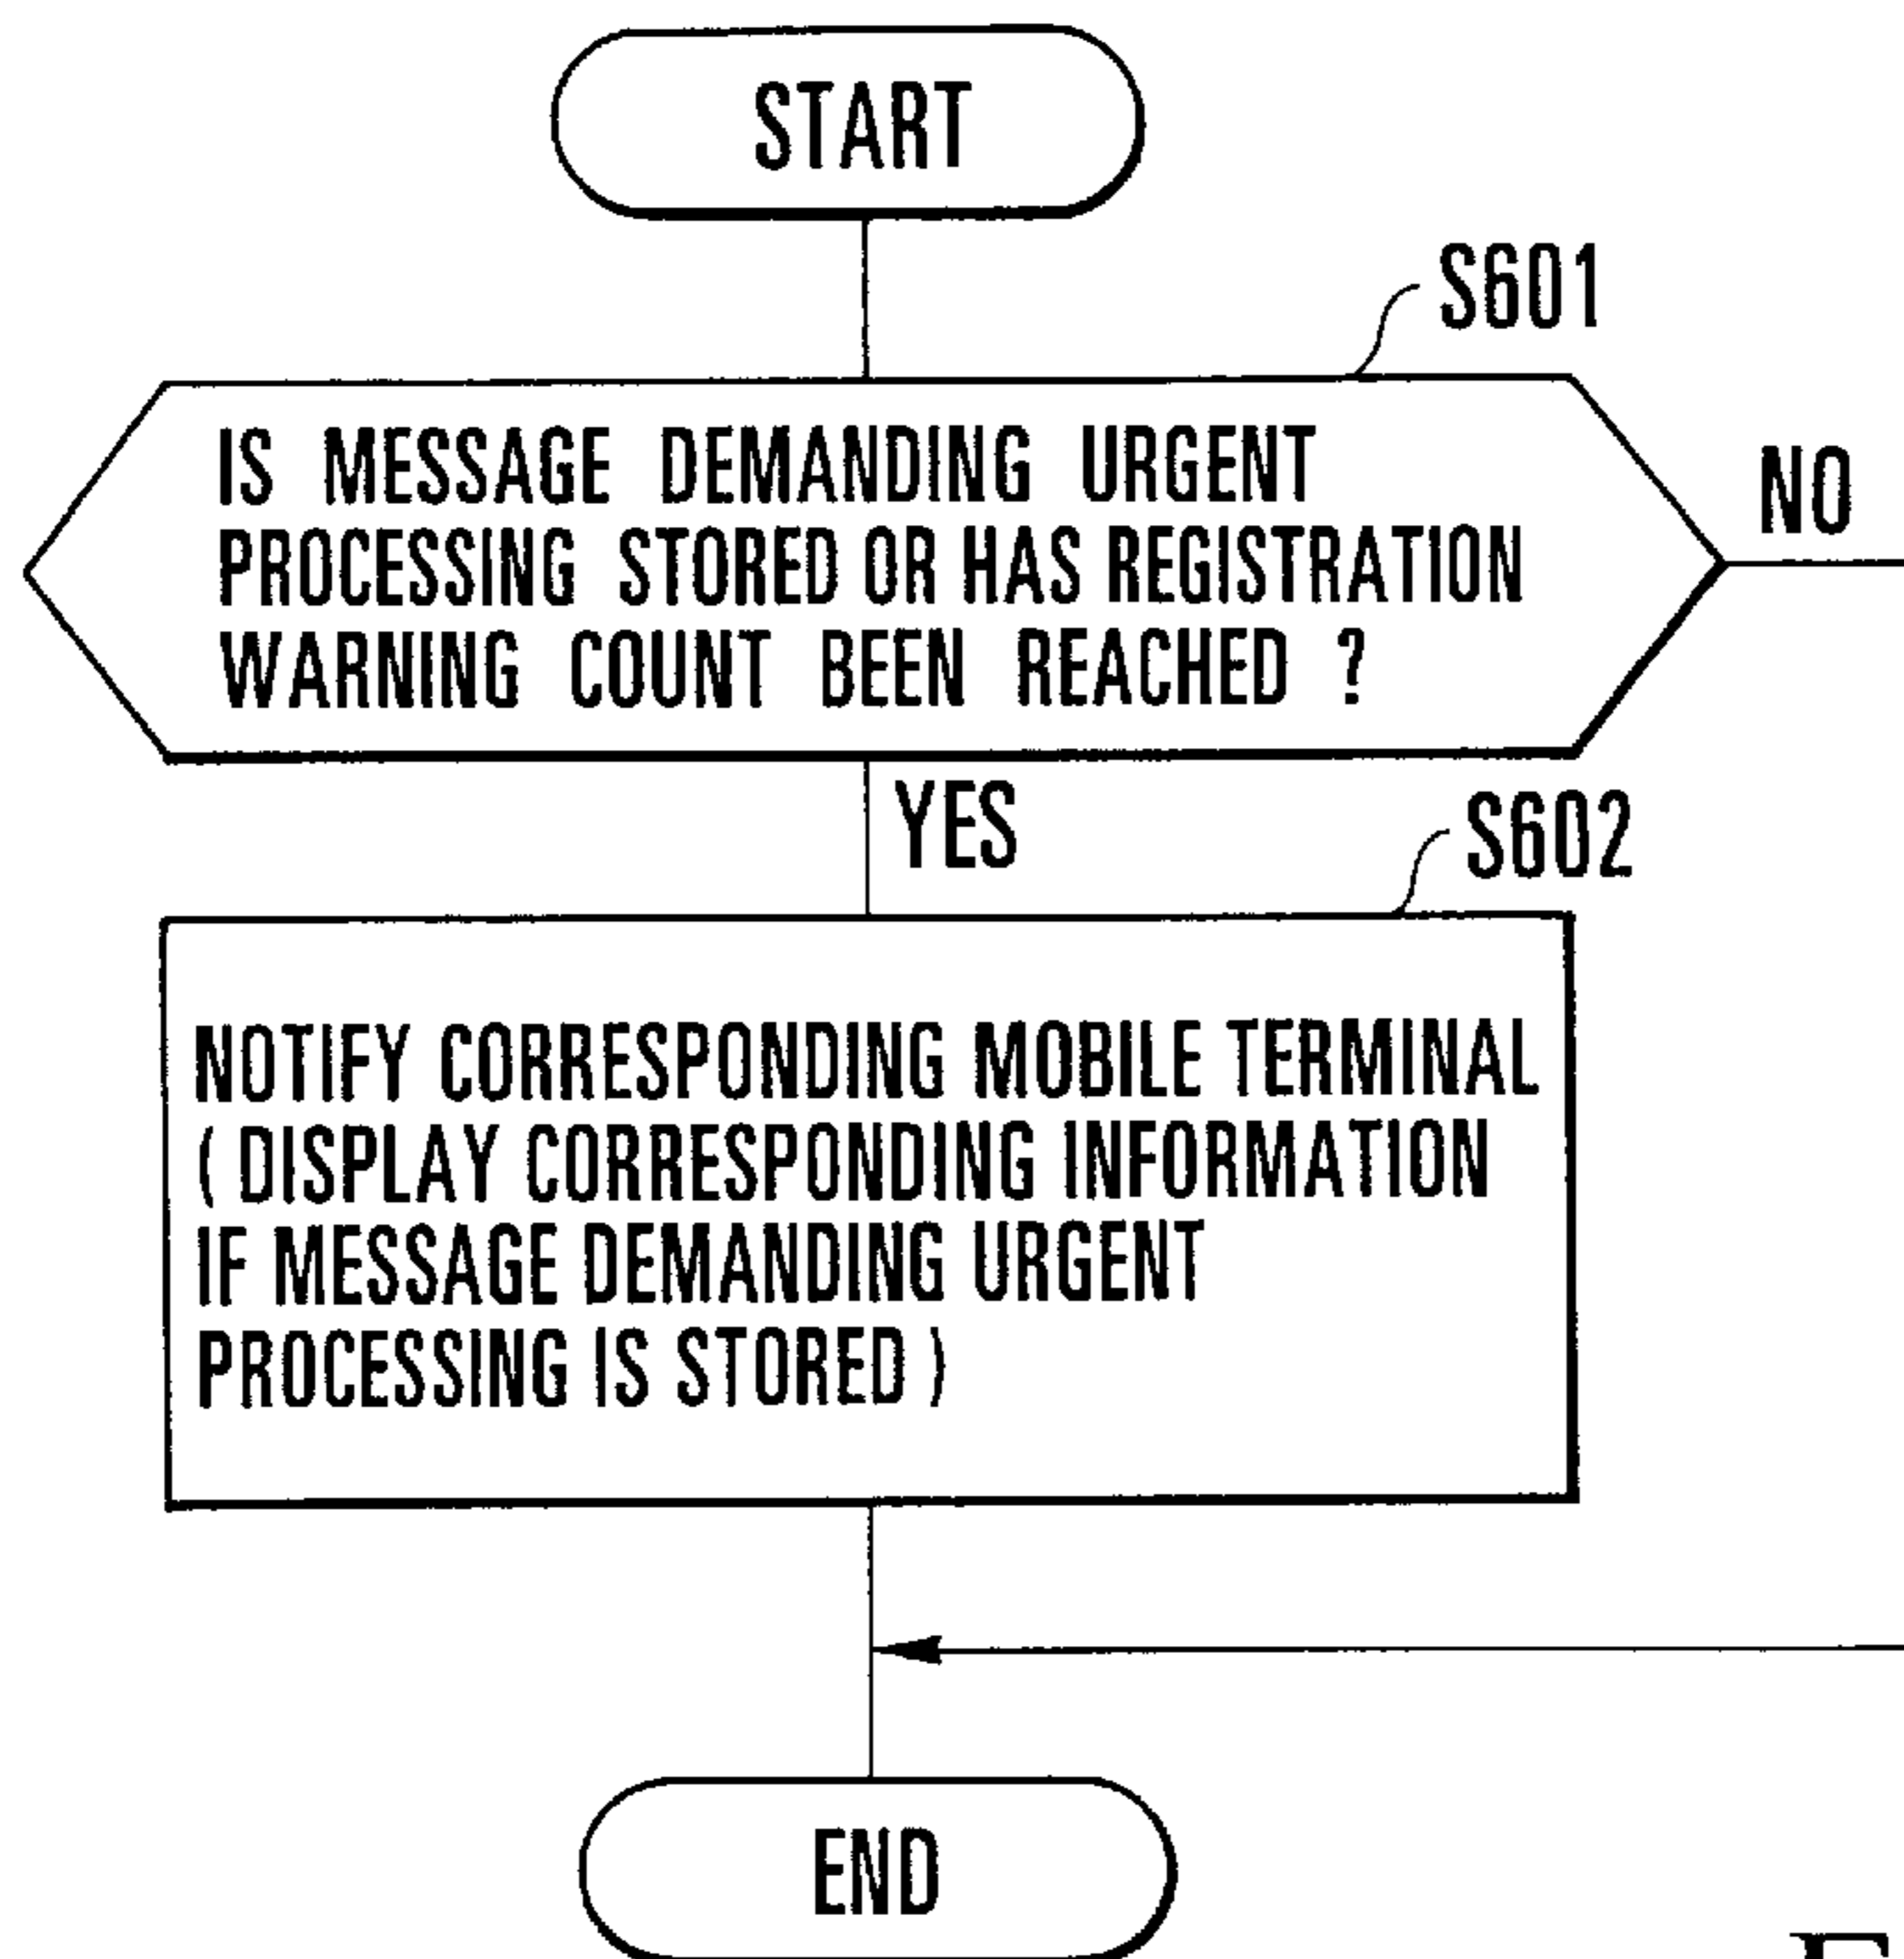 START
S601
IS MESSAGE DEMANDING URGENT
PROCESSING STORED OR HAS REGISTRATION
WARNING COUNT BEEN REACHED ?
NO
YES
S602
NOTIFY CORRESPONDING MOBILE TERMINAL
( DISPLAY CORRESPONDING INFORMATION
IF MESSAGE DEMANDING URGENT
PROCESSING IS STORED )
END